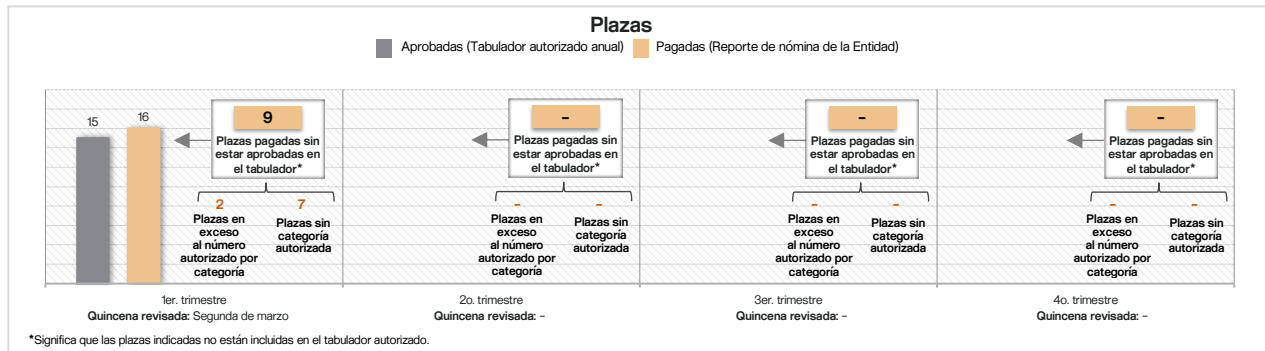 Plazas
Aprobadas (Tabulador autorizado anual)
Pagadas (Reporte de nómina de la Entidad)
15
16
9
Plazas pagadas sin
estar aprobadas en
el tabulador*
2
7
Plazas en
exceso
al número
autorizado por
categoría
Plazas sin
categoría
autorizada
1er. trimestre
Quincena revisada: Segunda de marzo
-
Plazas pagadas sin
estar aprobadas en
el tabulador*
-
-
Plazas en
exceso
al número
autorizado por
categoría
Plazas sin
categoría
autorizada
2o. trimestre
Quincena revisada: -
-
Plazas pagadas sin
estar aprobadas en
el tabulador*
-
-
Plazas en
exceso
al número
autorizado por
categoría
Plazas sin
categoría
autorizada
3er. trimestre
Quincena revisada: -
-
Plazas pagadas sin
estar aprobadas en
el tabulador*
-
-
Plazas en
exceso
al número
autorizado por
categoría
Plazas sin
categoría
autorizada
4o. trimestre
Quincena revisada: -
*Significa que las plazas indicadas no están incluidas en el tabulador autorizado.